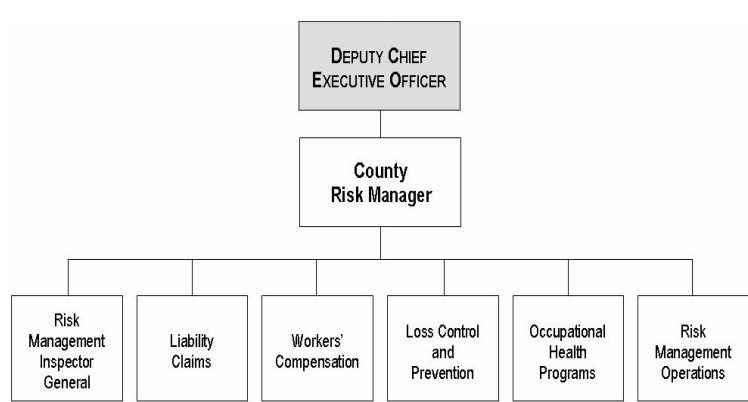 DEPUTY CHIEF
EXECUTIVE OFFICER
County
Risk Manager
Risk
Management
Inspector
General
Liability
Claims
Workers'
Compensation
Loss Control
and
Prevention
Occupational
Health
Programs
Risk
Management
Operations